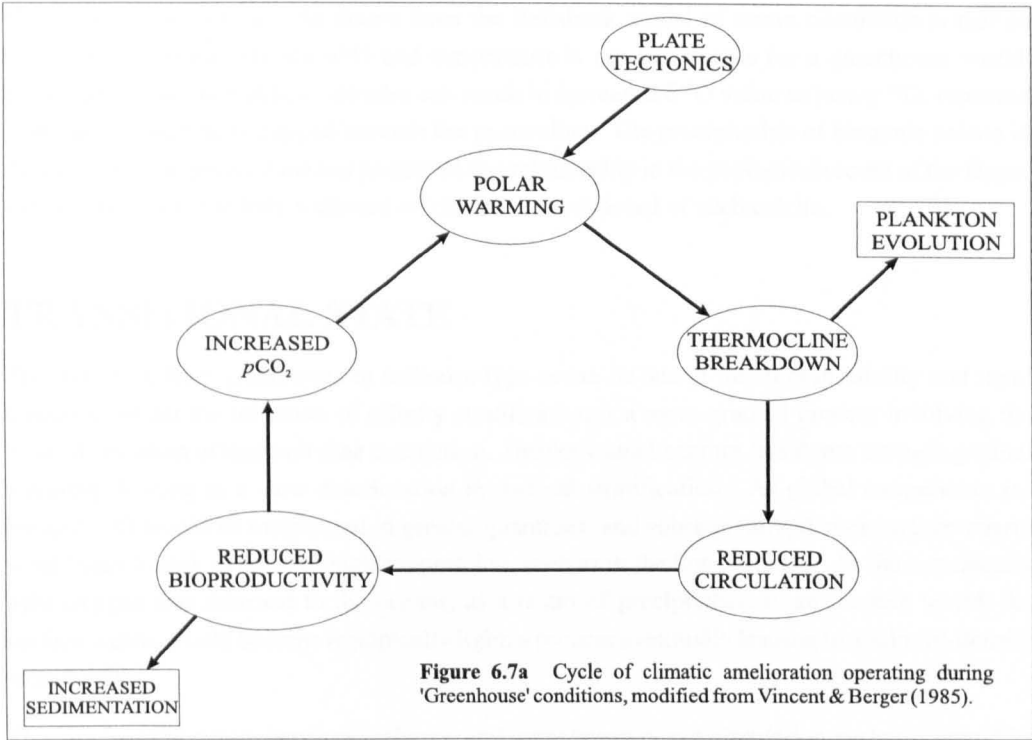 PLATE
TECTONICS
POLAR
WARMING
PLANKTON
EVOLUTION
INCREASED
pCO₂
THERMOCLINE
BREAKDOWN
REDUCED
BIOPRODUCTIVITY
REDUCED
CIRCULATION
INCREASED
SEDIMENTATION
Figure 6.7a Cycle of climatic amelioration operating during
'Greenhouse' conditions, modified from Vincent & Berger (1985).